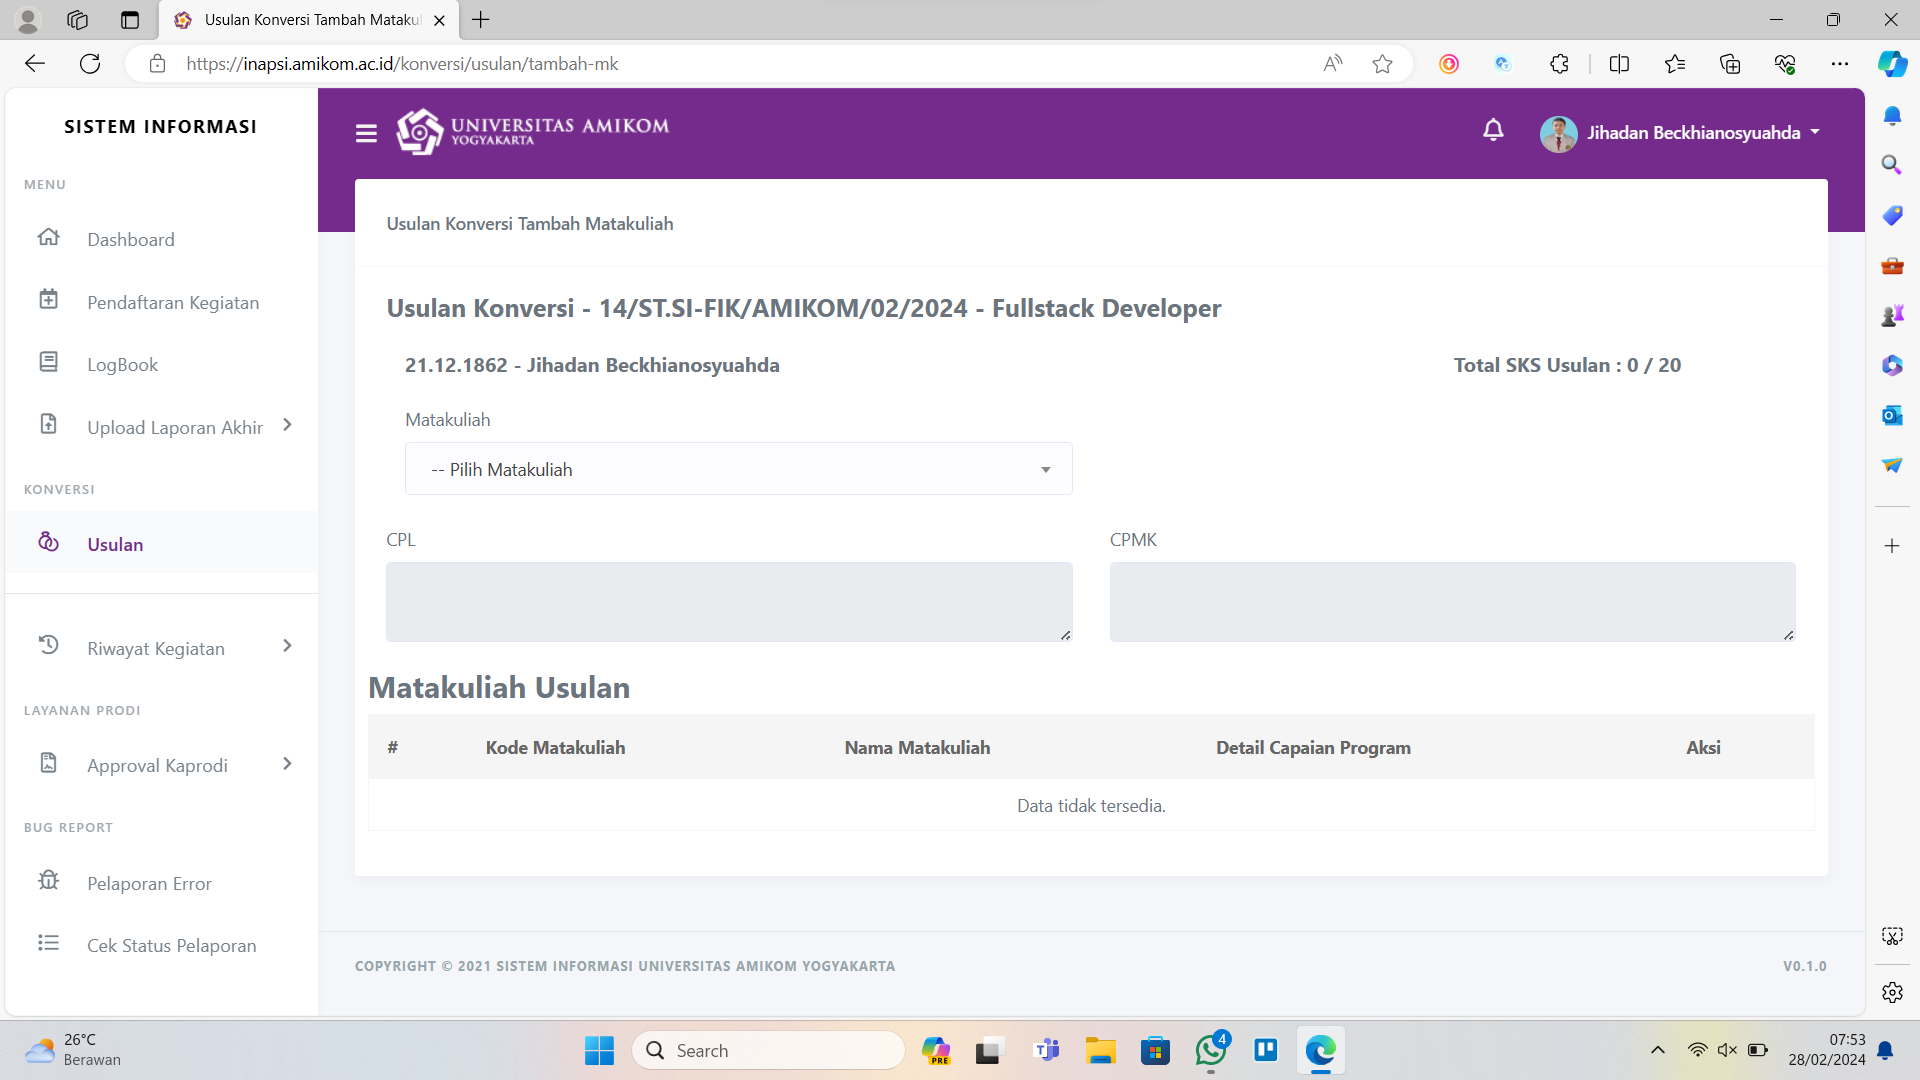 Usulan Konversi Tambah Mataku
https://inapsi.amikom.ac.id/konversi/usulan/tambah-mk
SISTEM INFORMASI
MENU
Dashboard
Pendaftaran Kegiatan
LogBook
Upload Laporan Akhir
KONVERSI
Usulan
Riwayat Kegiatan
LAYANAN PRODI
Approval Kaprodi
BUG REPORT
Pelaporan Error
Cek Status Pelaporan
UNIVERSITAS AMIKOM
YOGYAKARTA
Jihadan Beckhianosyuahda
Usulan Konversi Tambah Matakuliah
Usulan Konversi - 14/ST.SI-FIK/AMIKOM/02/2024 - Fullstack Developer
21.12.1862 - Jihadan Beckhianosyuahda
Total SKS Usulan : 0 / 20
Matakuliah
-- Pilih Matakuliah
CPL
CPMK
Matakuliah Usulan
# Kode Matakuliah Nama Matakuliah Detail Capaian Program Aksi
Data tidak tersedia.
COPYRIGHT © 2021 SISTEM INFORMASI UNIVERSITAS AMIKOM YOGYAKARTA
V0.1.0
26°C
Berawan
Search
PRE
4
07:53
28/02/2024